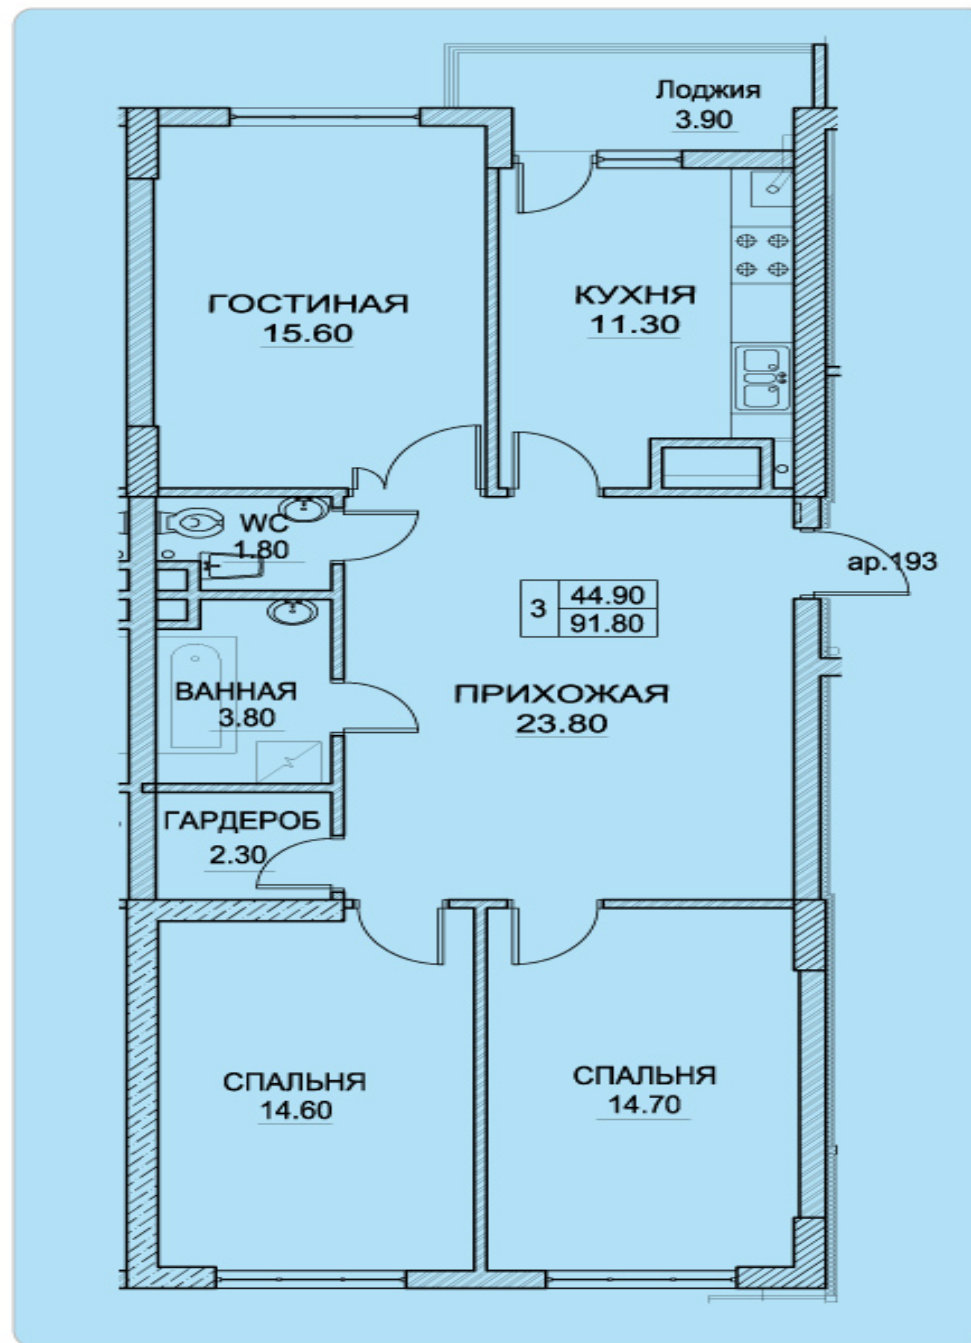 Лоджия
3.90
ГОСТИНАЯ
15.60
КУХНЯ
11.30
WC
1.80
ар.193
3
44.90
91.80
ВАННАЯ
3.80
ПРИХОЖАЯ
23.80
ГАРДЕРОБ
2.30
СПАЛЬНЯ
14.60
СПАЛЬНЯ
14.70